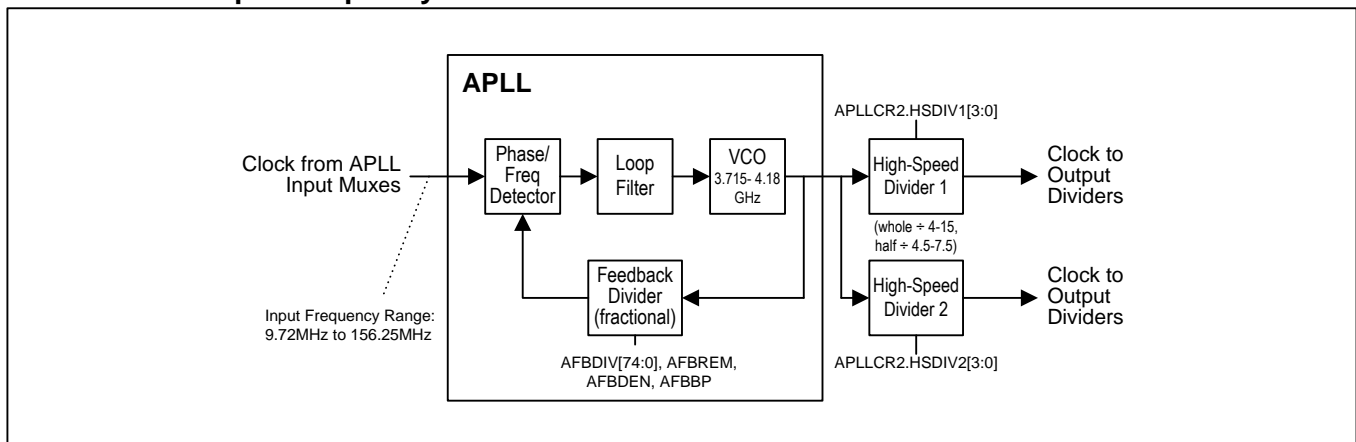 APLL
Clock from APLL
Input Muxes
Input Frequency Range:
9.72MHz to 156.25MHz
Phase/
Freq
Detector
Loop
Filter
VCO
3.715- 4.18
GHz
Feedback
Divider
(fractional)
AFBDIV[74:0], AFBREM,
AFBDEN, AFBBP
APLLCR2.HSDIV1[3:0]
High-Speed
Divider 1
(whole ÷ 4-15,
half ÷ 4.5-7.5)
Clock to
Output
Dividers
High-Speed
Divider 2
APLLCR2.HSDIV2[3:0]
Clock to
Output
Dividers